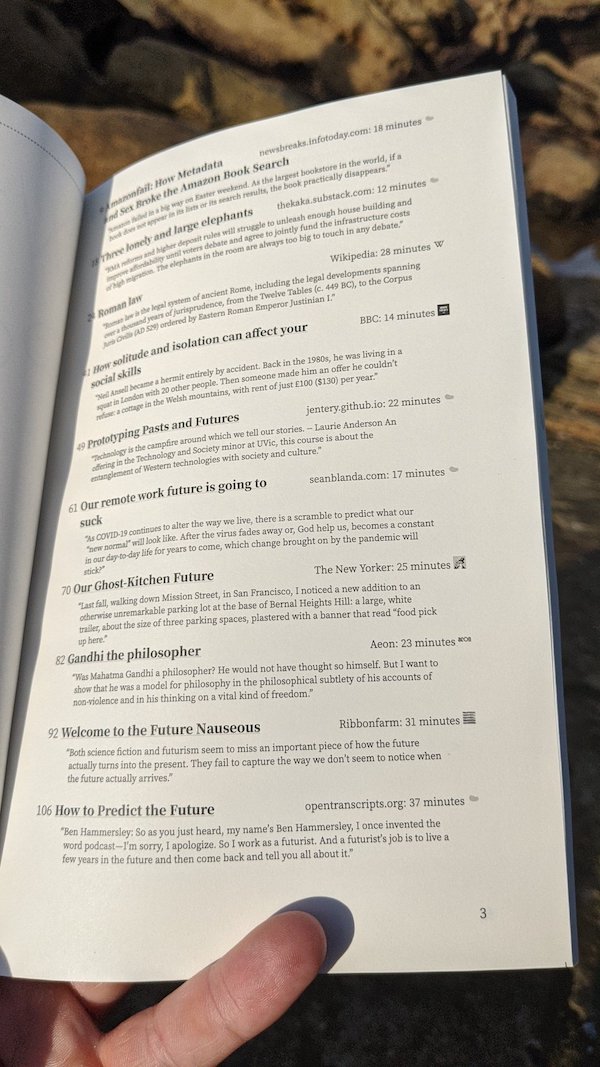 newsbreaks.infotoday.com: 18 minutes
Amazonfail: How Metadata
and Sex Broke the Amazon Book Search
"Amazon failed in a big way on Easter weekend. As the largest bookstore in the world, if a
book does not appear in its lists or its search results, the book practically disappears."
thekaka.substack.com: 12 minutes
Three lonely and large elephants
"RMA reforms and higher deposit rules will struggle to unleash enough house building and
improve affordability until voters debate and agree to jointly fund the infrastructure costs
of high migration. The elephants in the room are always too big to touch in any debate."
Wikipedia: 28 minutes W
Roman law
"Roman law is the legal system of ancient Rome, including the legal developments spanning
over a thousand years of jurisprudence, from the Twelve Tables (c. 449 BC), to the Corpus
Juris Civilis (AD 529) ordered by Eastern Roman Emperor Justinian I."
BBC: 14 minutes
How solitude and isolation can affect your
social skills
"Neil Ansell became a hermit entirely by accident. Back in the 1980s, he was living in a
squat in London with 20 other people. Then someone made him an offer he couldn't
refuse: a cottage in the Welsh mountains, with rent of just £100 ($130) per year."
49 Prototyping Pasts and Futures jentery.github.io: 22 minutes
"Technology is the campfire around which we tell our stories. – Laurie Anderson An
offering in the Technology and Society minor at UVic, this course is about the
entanglement of Western technologies with society and culture."
61 Our remote work future is going to seanblanda.com: 17 minutes
suck
"As COVID-19 continues to alter the way we live, there is a scramble to predict what our
"new normal" will look like. After the virus fades away or, God help us, becomes a constant
in our day-to-day life for years to come, which change brought on by the pandemic will
stick?"
70 Our Ghost-Kitchen Future The New Yorker: 25 minutes
"Last fall, walking down Mission Street, in San Francisco, I noticed a new addition to an
otherwise unremarkable parking lot at the base of Bernal Heights Hill: a large, white
trailer, about the size of three parking spaces, plastered with a banner that read "food pick
up here."
82 Gandhi the philosopher Aeon: 23 minutes aeon
"Was Mahatma Gandhi a philosopher? He would not have thought so himself. But I want to
show that he was a model for philosophy in the philosophical subtlety of his accounts of
non-violence and in his thinking on a vital kind of freedom."
92 Welcome to the Future Nauseous Ribbonfarm: 31 minutes
"Both science fiction and futurism seem to miss an important piece of how the future
actually turns into the present. They fail to capture the way we don't seem to notice when
the future actually arrives."
106 How to Predict the Future opentranscripts.org: 37 minutes
"Ben Hammersley: So as you just heard, my name's Ben Hammersley, I once invented the
word podcast—I'm sorry, I apologize. So I work as a futurist. And a futurist's job is to live a
few years in the future and then come back and tell you all about it."
3